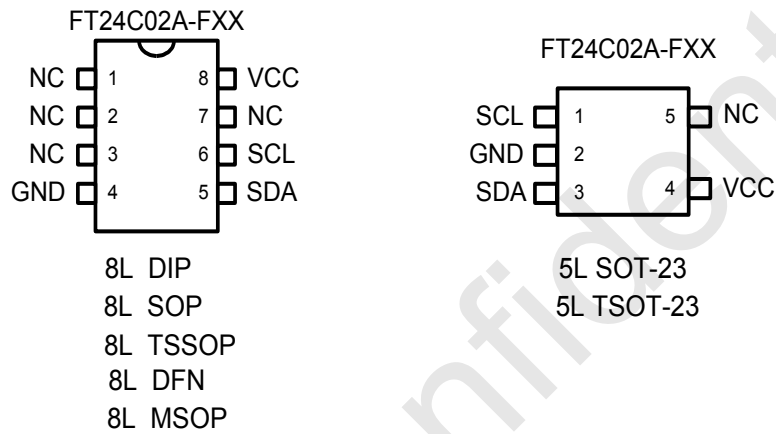 FT24C02A-FXX
NC 1 8 VCC
NC 2 7 NC
NC 3 6 SCL
GND 4 5 SDA
8L DIP
8L SOP
8L TSSOP
8L DFN
8L MSOP
FT24C02A-FXX
SCL 1 5 NC
GND 2
SDA 3 4 VCC
5L SOT-23
5L TSOT-23